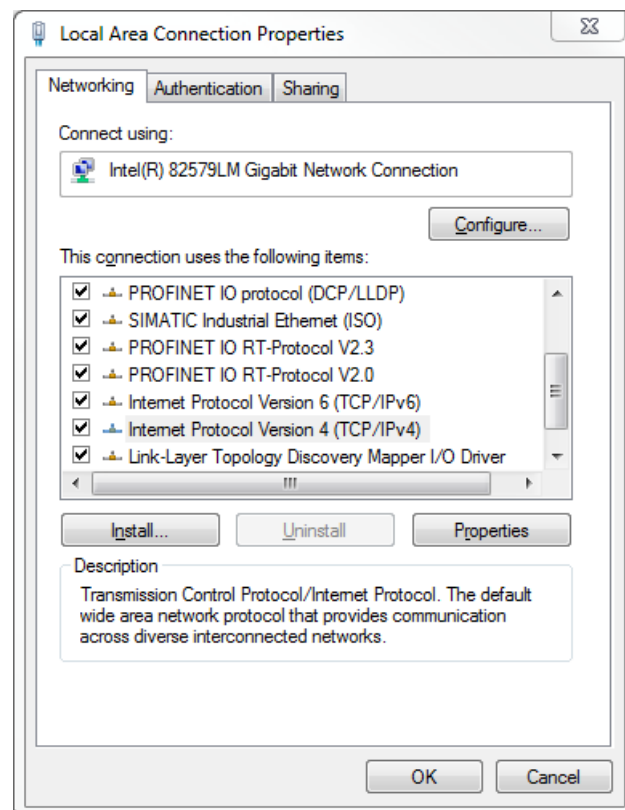 Local Area Connection Properties
Networking
Authentication
Sharing
Connect using:
Intel(R) 82579LM Gigabit Network Connection
Configure...
This connection uses the following items:
PROFINET IO protocol (DCP/LLDP)
SIMATIC Industrial Ethernet (ISO)
PROFINET IO RT-Protocol V2.3
PROFINET IO RT-Protocol V2.0
Internet Protocol Version 6 (TCP/IPv6)
Internet Protocol Version 4 (TCP/IPv4)
Link-Layer Topology Discovery Mapper I/O Driver
Install...
Uninstall
Properties
Description
Transmission Control Protocol/Internet Protocol. The default
wide area network protocol that provides communication
across diverse interconnected networks.
OK
Cancel